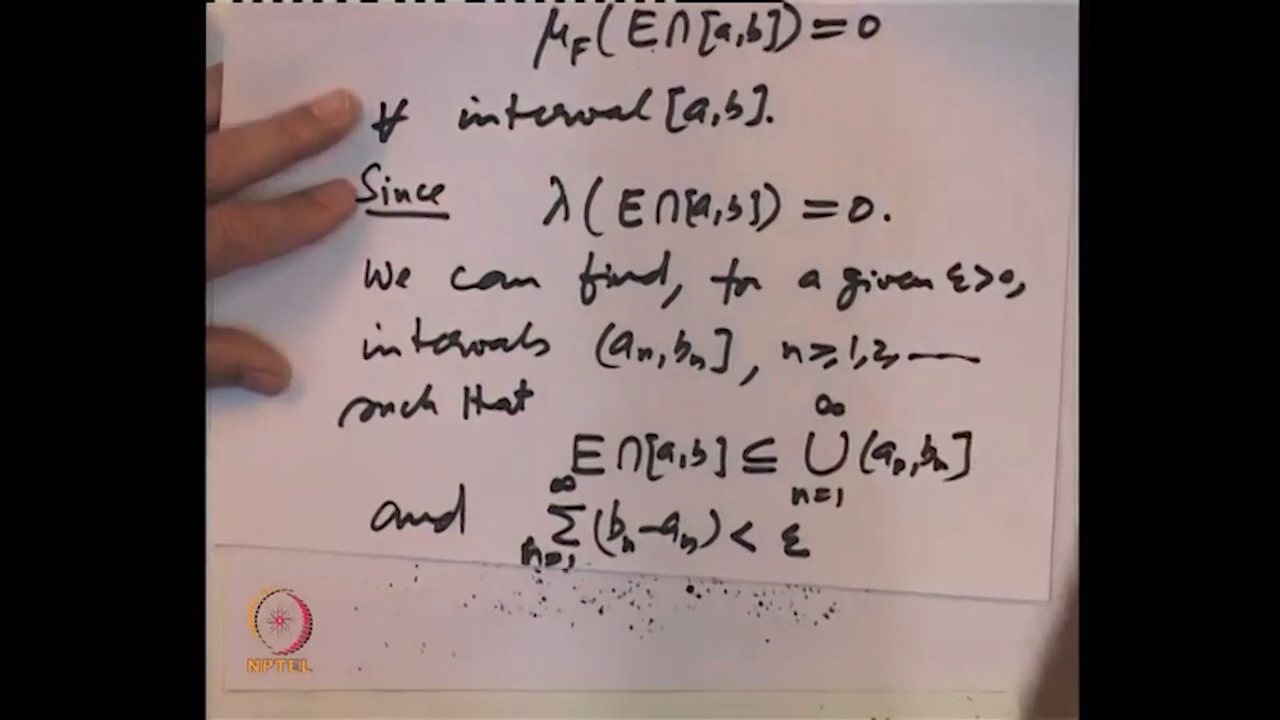 μ_F(E∩[a,b])=0
∀ interval [a,b].
Since λ(E∩[a,b])=0.
We can find, for a given ε>0,
intervals (a_n, b_n], n≥1,2,—
such that
E∩[a,b] ⊆ ∞⋃n=1 (a_n,b_n]
and ∞∑n=1 (b_n-a_n) < ε
NPTEL